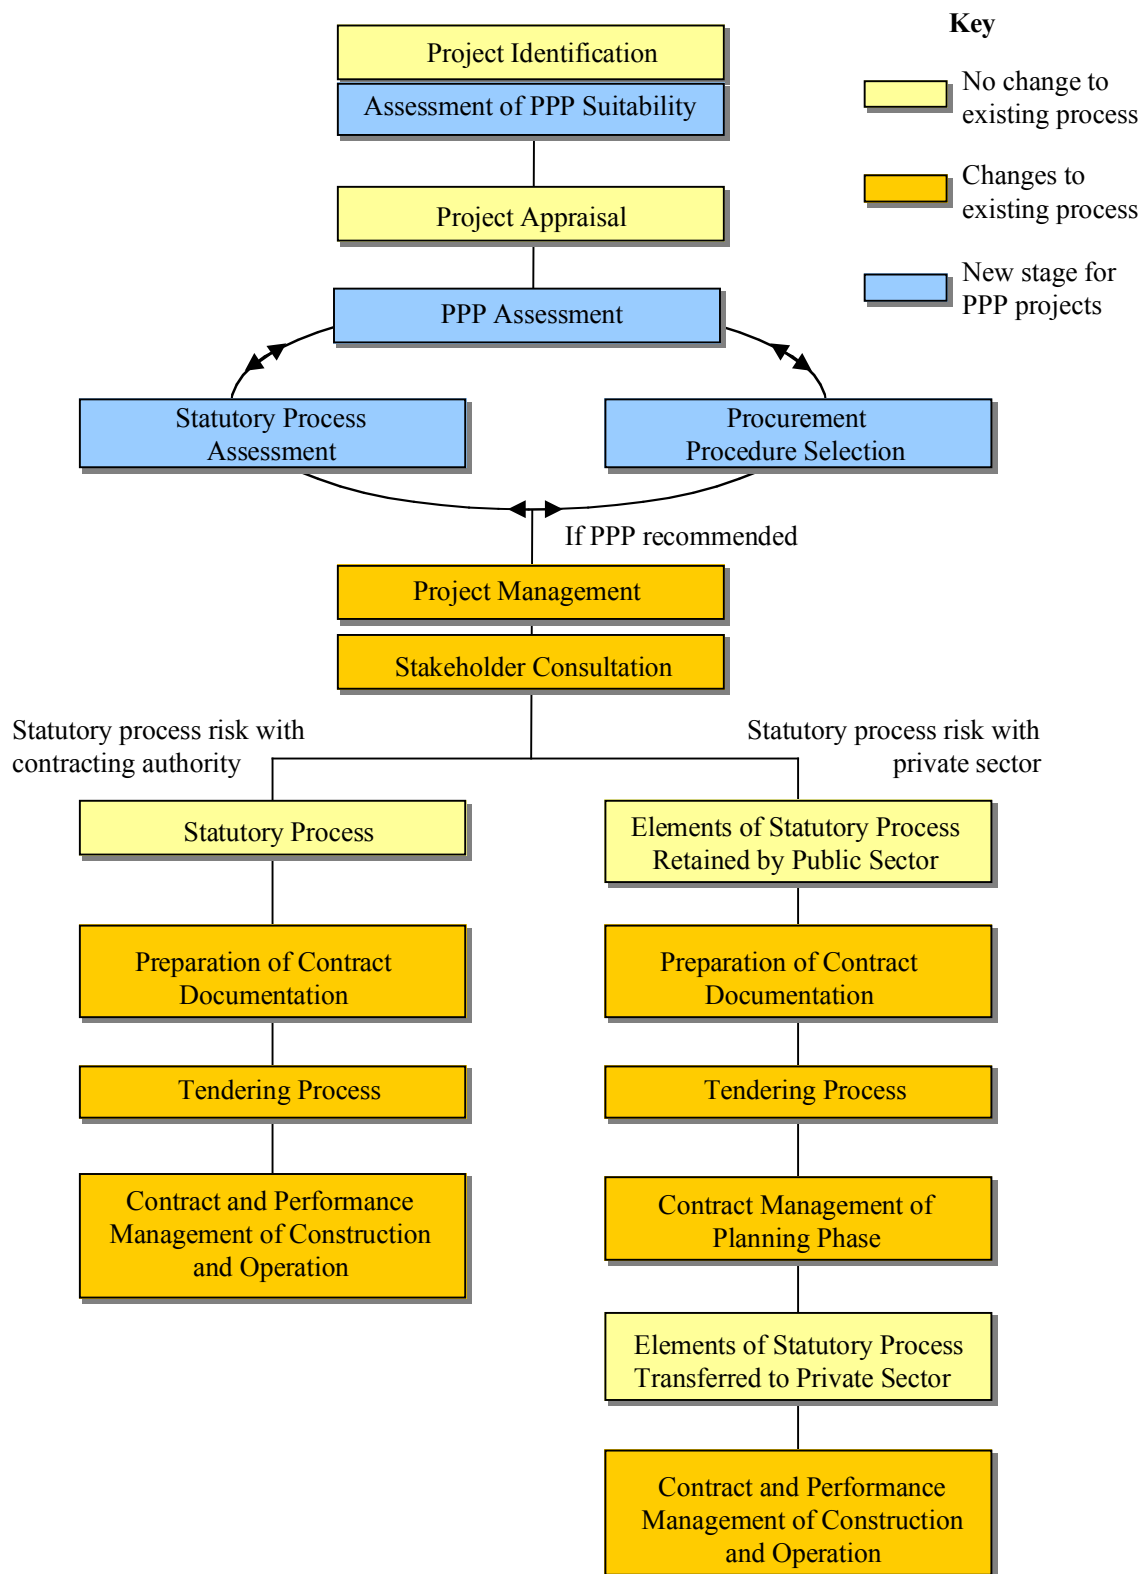 Key
Project Identification
Assessment of PPP Suitability
No change to
existing process
Changes to
existing process
New stage for
PPP projects
Project Appraisal
PPP Assessment
Statutory Process
Assessment
Procurement
Procedure Selection
If PPP recommended
Project Management
Stakeholder Consultation
Statutory process risk with
contracting authority
Statutory Process
Preparation of Contract
Documentation
Tendering Process
Contract and Performance
Management of Construction
and Operation
Statutory process risk with
private sector
Elements of Statutory Process
Retained by Public Sector
Preparation of Contract
Documentation
Tendering Process
Contract Management of
Planning Phase
Elements of Statutory Process
Transferred to Private Sector
Contract and Performance
Management of Construction
and Operation